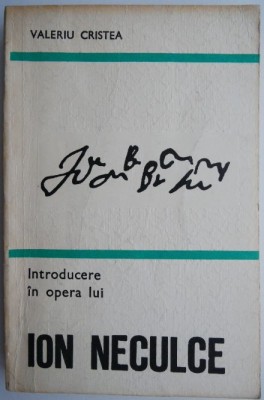 VALERIU CRISTEA
Introducere
în opera lui
ION NECULCE